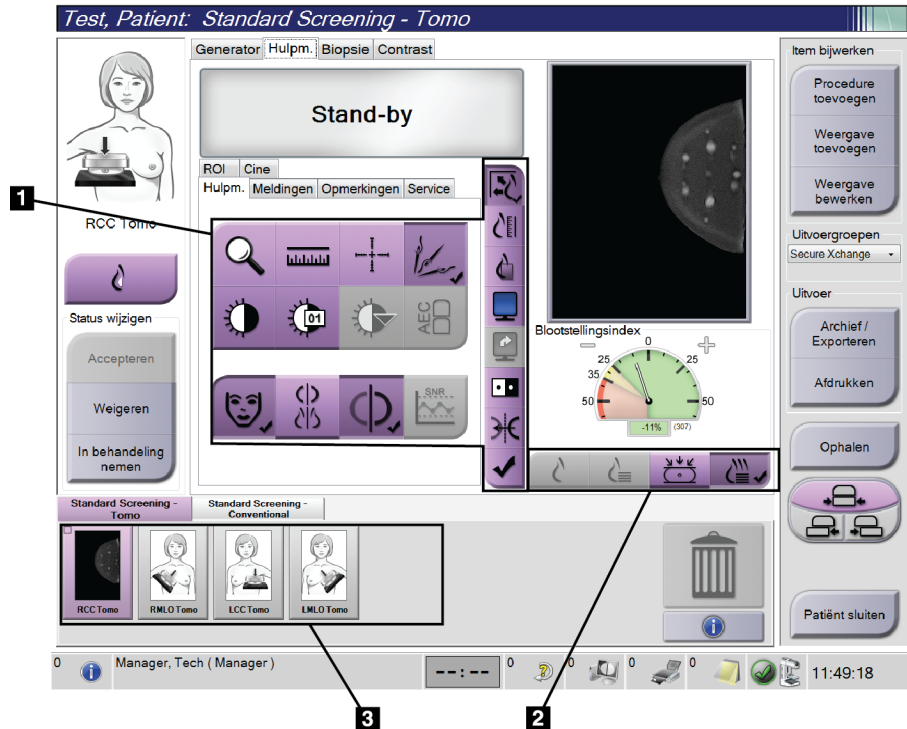 Test, Patient: Standard Screening - Tomo
Generator Hulpm. Biopsie Contrast
Stand-by
ROI Cine
Hulpm. Meldingen Opmerkingen Service
1
RCC Tomo
01
AEC
SNR
Status wijzigen
Accepteren
Weigeren
In behandeling
nemen
Blootstellingsindex
0
25 25
35
50 50
-11% (307)
Item bijwerken
Procedure
toevoegen
Weergave
toevoegen
Weergave
bewerken
Uitvoergroepen
Secure Xchange
Uitvoer
Archief /
Exporteren
Afdrukken
Ophalen
Patiënt sluiten
Standard Screening -
Tomo
Standard Screening -
Conventional
RCC Tomo
RMLO Tomo
LCC Tomo
LMLO Tomo
0 Manager, Tech ( Manager ) --:-- 0 0 0 0 11:49:18
3 2